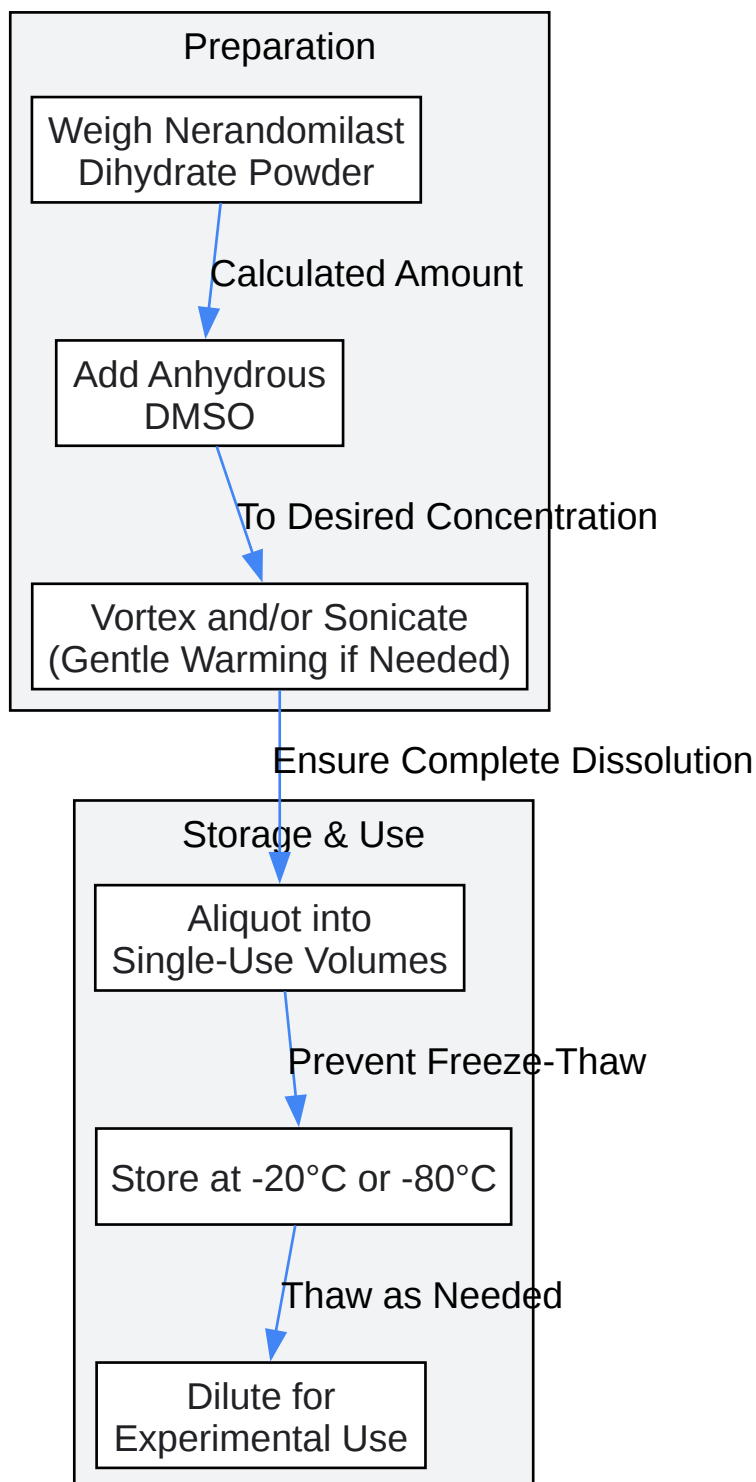 Preparation
Weigh Nerandomilast
Dihydrate Powder
Calculated Amount
Add Anhydrous
DMSO
To Desired Concentration
Vortex and/or Sonicate
(Gentle Warming if Needed)
Ensure Complete Dissolution
Storage & Use
Aliquot into
Single-Use Volumes
Prevent Freeze-Thaw
Store at -20°C or -80°C
Thaw as Needed
Dilute for
Experimental Use